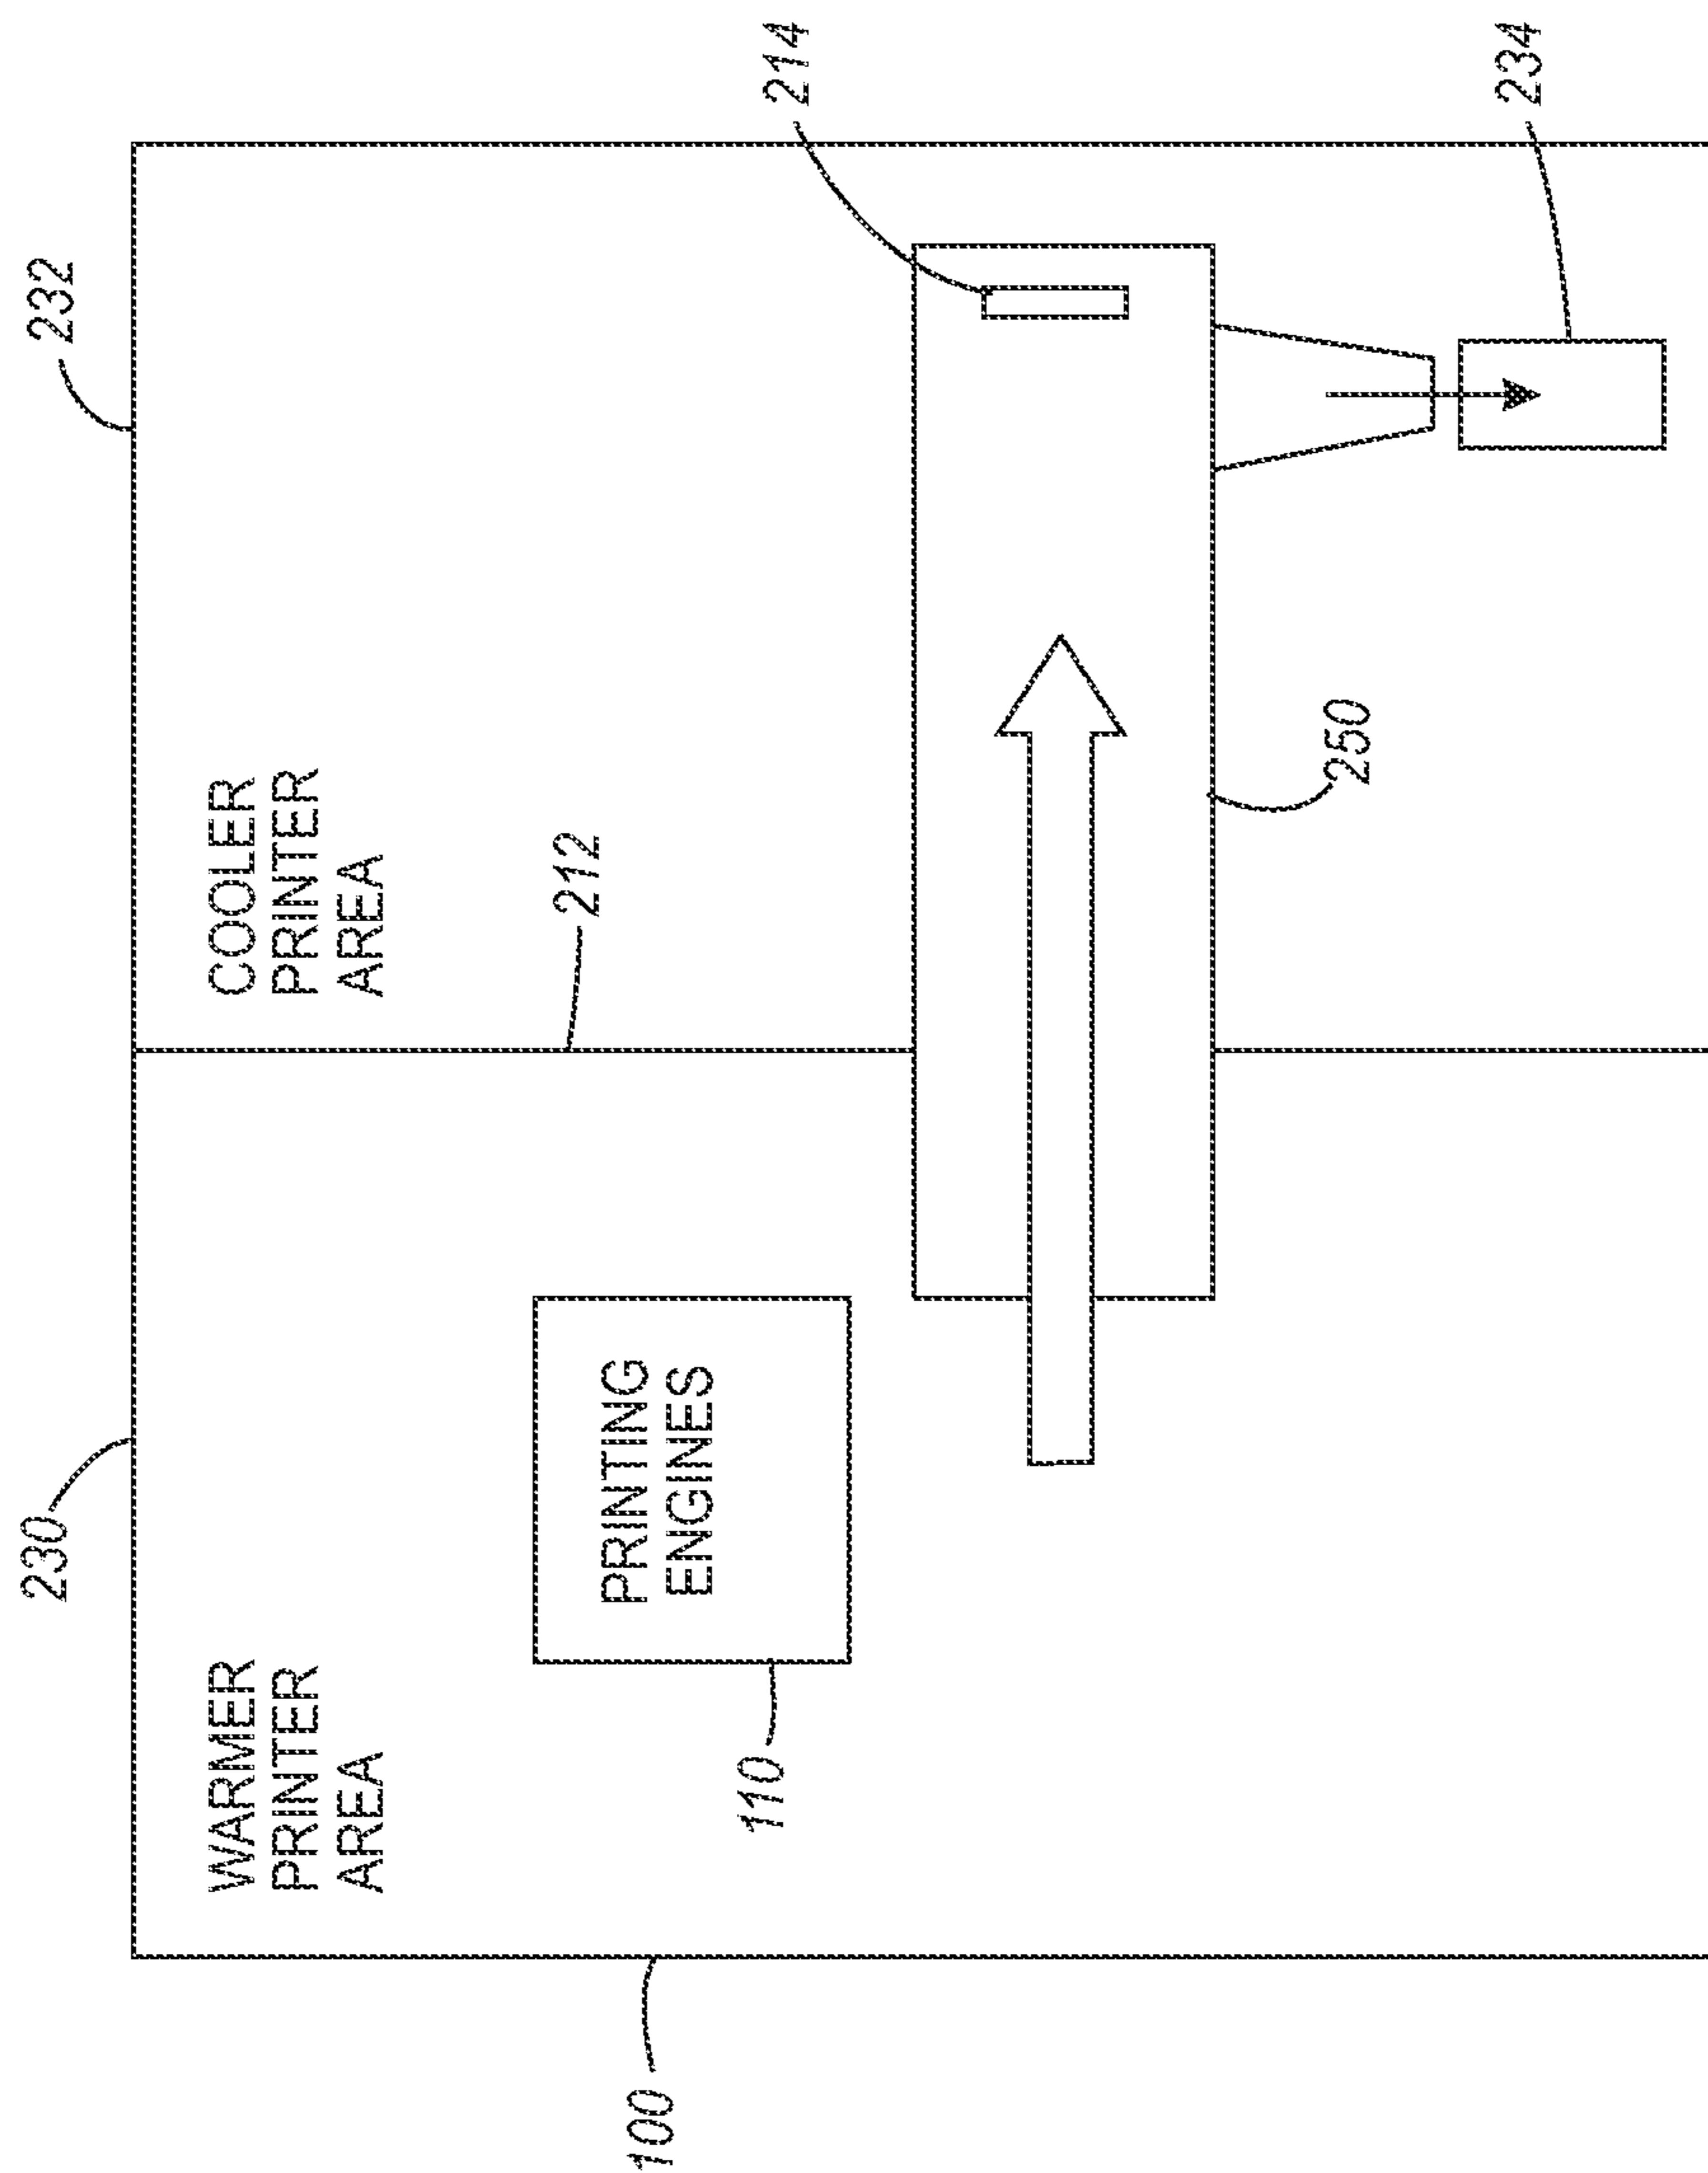 230
232
WARMER
PRINTER
AREA
COOLER
PRINTER
AREA
212
214
PRINTING
ENGINES
110
100
250
234